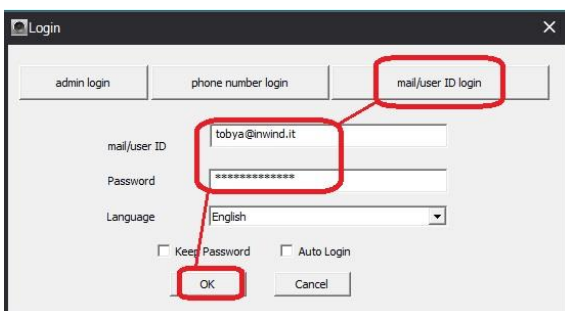 Login
admin login phone number login mail/user ID login
mail/user ID tobya@inwind.it
Password *************
Language English
Keep Password Auto Login
OK Cancel